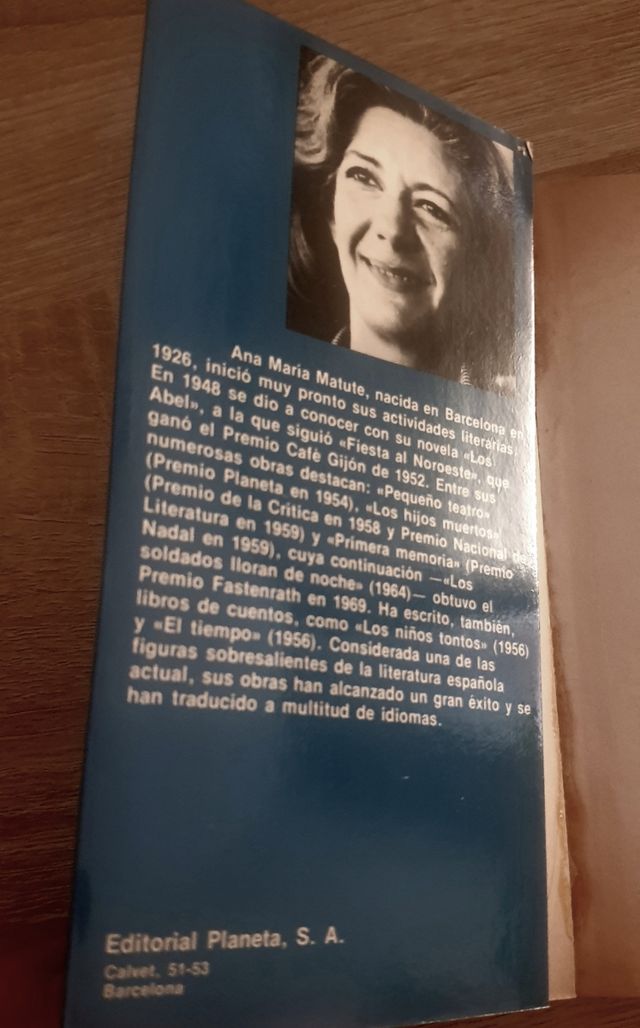 Ana María Matute, nacida en Barcelona en
1926, inició muy pronto sus actividades literarias.
En 1948 se dio a conocer con su novela «Los
Abel», a la que siguió «Fiesta al Noroeste», que
ganó el Premio Café Gijón de 1952. Entre sus
numerosas obras destacan: «Pequeño teatro»
(Premio Planeta en 1954), «Los hijos muertos»
(Premio de la Crítica en 1958 y Premio Nacional de
Literatura en 1959) y «Primera memoria» (Premio
Nadal en 1959), cuya continuación —«Los
soldados lloran de noche» (1964)— obtuvo el
Premio Fastenrath en 1969. Ha escrito, también,
libros de cuentos, como «Los niños tontos» (1956)
y «El tiempo» (1956). Considerada una de las
figuras sobresalientes de la literatura española
actual, sus obras han alcanzado un gran éxito y se
han traducido a multitud de idiomas.
Editorial Planeta, S. A.
Calvet, 51-53
Barcelona